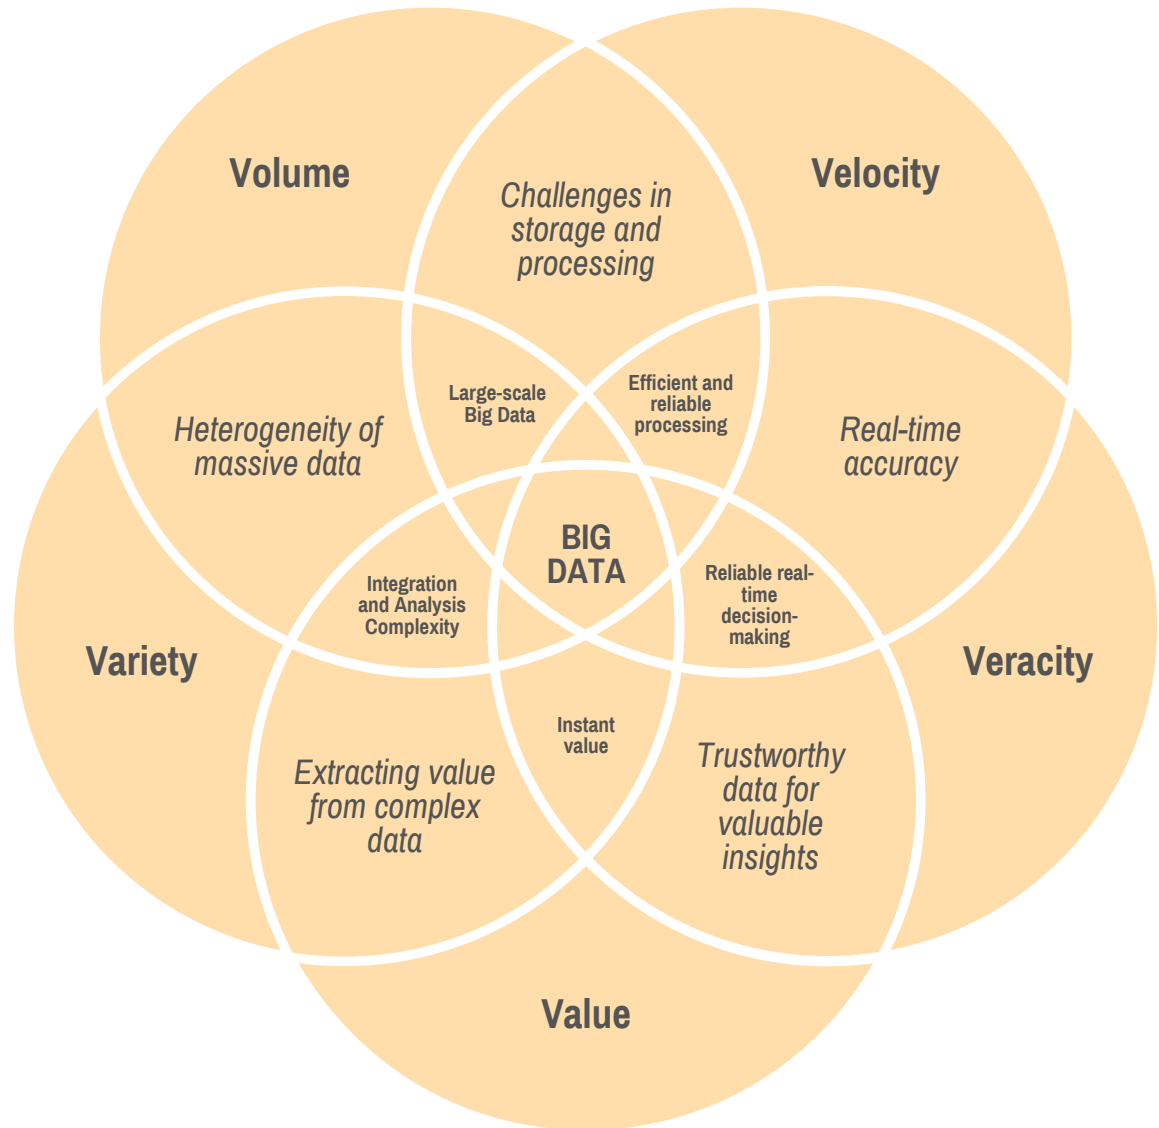 Volume
Velocity
Challenges in
storage and
processing
Large-scale
Big Data
Efficient and
reliable
processing
Heterogeneity of
massive data
Real-time
accuracy
BIG
DATA
Integration
and Analysis
Complexity
Reliable real-
time
decision-
making
Variety
Veracity
Instant
value
Extracting value
from complex
data
Trustworthy
data for
valuable
insights
Value